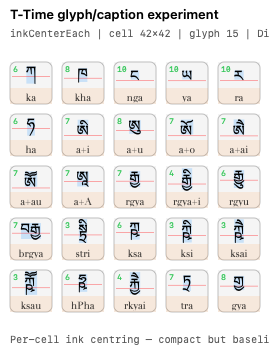 T-Time glyph/caption experiment
inkCenterEach | cell 42×42 | glyph 15 | Di
6 ཀ 8 ཁ 10 ང 10 ཡ 10 ར
ka kha nga ya ra
6 ཧ 7 ཨི 8 ཨུ 7 ཨོ 7 ཨཻ
ha a+i a+u a+o a+ai
7 ཨཽ 7 ཨཱ 7 རྒྱ 4 རྒྱི 6 རྒྱུ
a+au a+A rgya rgya+i rgyu
7 བརྒྱ 3 སྟྲི 6 ཀྶ 3 ཀྶི 3 ཀྶཻ
brgya stri ksa ksi ksai
3 ཀྶཽ 6 ཧྥ 4 རྐྱཻ 7 ཏྲ 8 གྱ
ksau hPha rkyai tra gya
Per-cell ink centring — compact but baseli